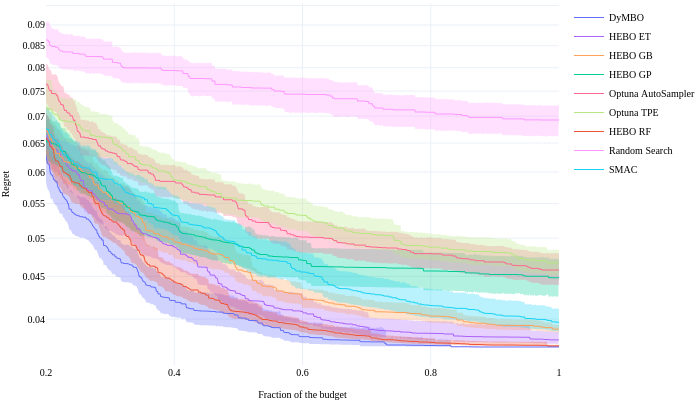 0.09
0.085
0.08
0.075
0.07
0.065
0.06
0.055
0.05
0.045
0.04
Regret
0.2
0.4
0.6
0.8
1
Fraction of the budget
DyMBO
HEBO ET
HEBO GB
HEBO GP
Optuna AutoSampler
Optuna TPE
HEBO RF
Random Search
SMAC